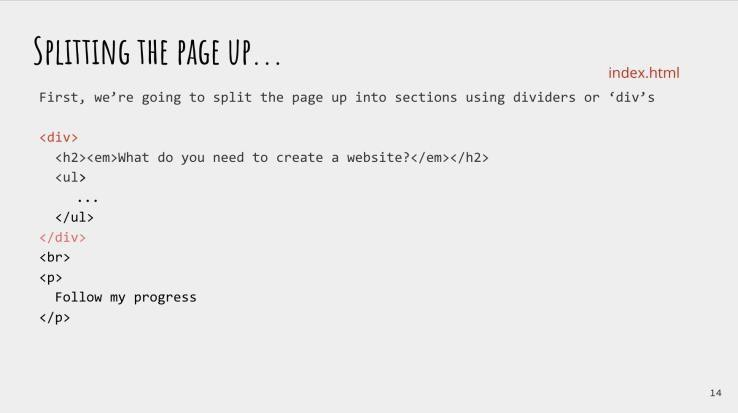 Splitting the page up...
index.html
First, we’re going to split the page up into sections using dividers or ‘div’s
<div>
<h2><em>What do you need to create a website?</em></h2>
<ul>
...
</ul>
</div>
<br>
<p>
Follow my progress
</p>
14